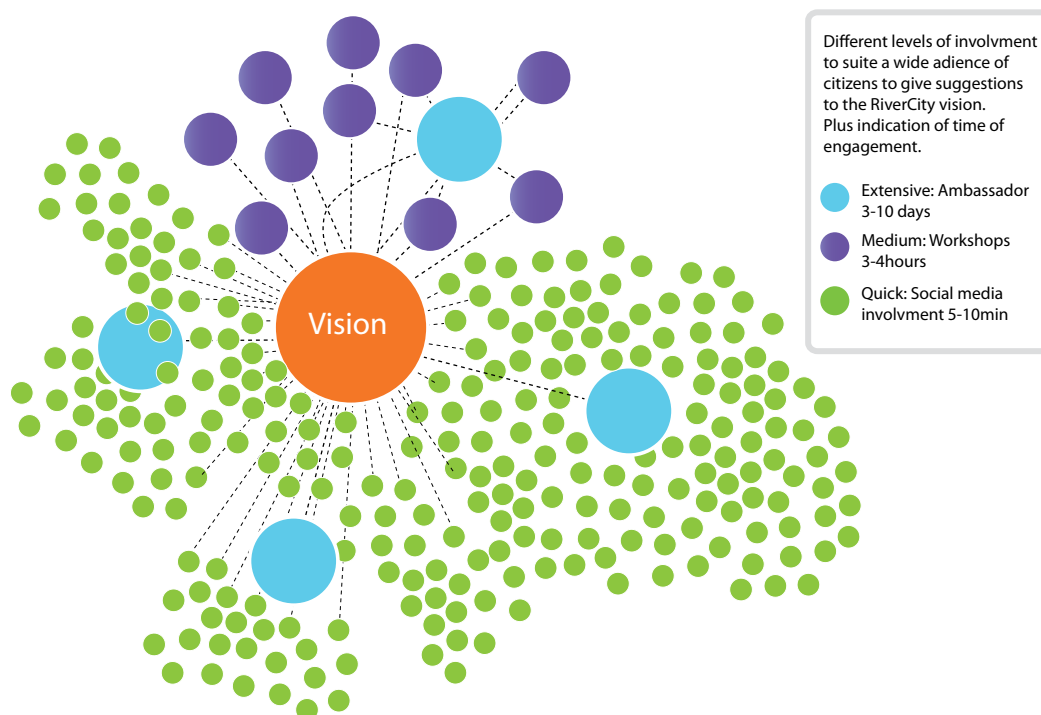 Vision
Different levels of involvment
to suite a wide adience of
citizens to give suggestions
to the RiverCity vision.
Plus indication of time of
engagement.
Extensive: Ambassador
3-10 days
Medium: Workshops
3-4hours
Quick: Social media
involvment 5-10min